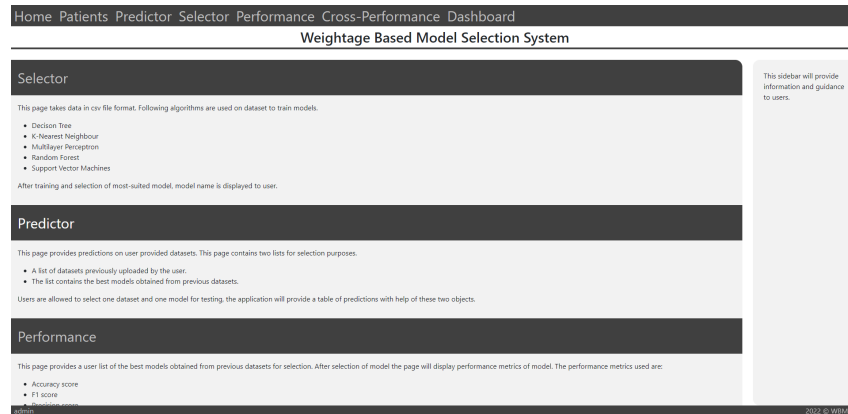 Home Patients Predictor Selector Performance Cross-Performance Dashboard
Weightage Based Model Selection System
Selector
This page takes data in csv file format. Following algorithms are used on dataset to train models.
Decison Tree
K-Nearest Neighbour
Multilayer Perceptron
Random Forest
Support Vector Machines
After training and selection of most-suited model, model name is displayed to user.
Predictor
This page provides predictions on user provided datasets. This page contains two lists for selection purposes.
A list of datasets previously uploaded by the user.
The list contains the best models obtained from previous datasets.
Users are allowed to select one dataset and one model for testing, the application will provide a table of predictions with help of these two objects.
Performance
This page provides a user list of the best models obtained from previous datasets for selection. After selection of model the page will display performance metrics of model. The performance metrics used are:
Accuracy score
F1 score
Precision score
This sidebar will provide
information and guidance
to users.
admin
2022 © WBM